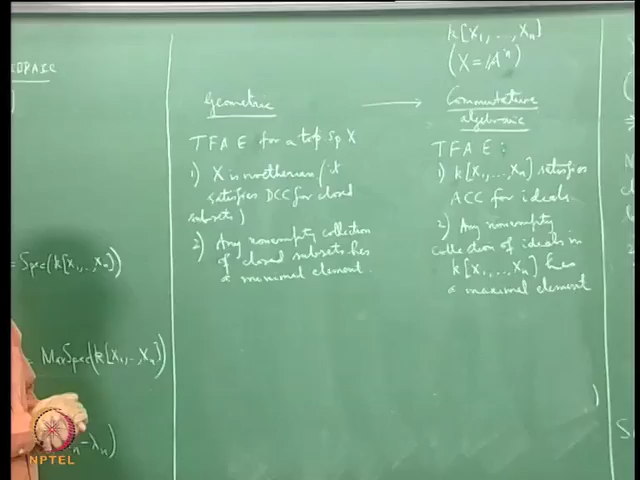 = Spec(k[X₁,..,Xₙ])
= MaxSpec(k[X₁,..,Xₙ])
ₙ-λₙ)
Geometric
TFAE for a top.sp X
1) X is noetherian (it
satisfies DCC for closed
subsets)
2) Any nonempty collection
of closed subsets has
a minimal element.
k[X₁,...,Xₙ]
(X = 𝔸ⁿ)
Commutative
algebraic
TFAE :
1) k[X₁,...,Xₙ] satisfies
ACC for ideals.
2) Any nonempty
collection of ideals in
k[X₁,...,Xₙ] has
a maximal element
NPTEL